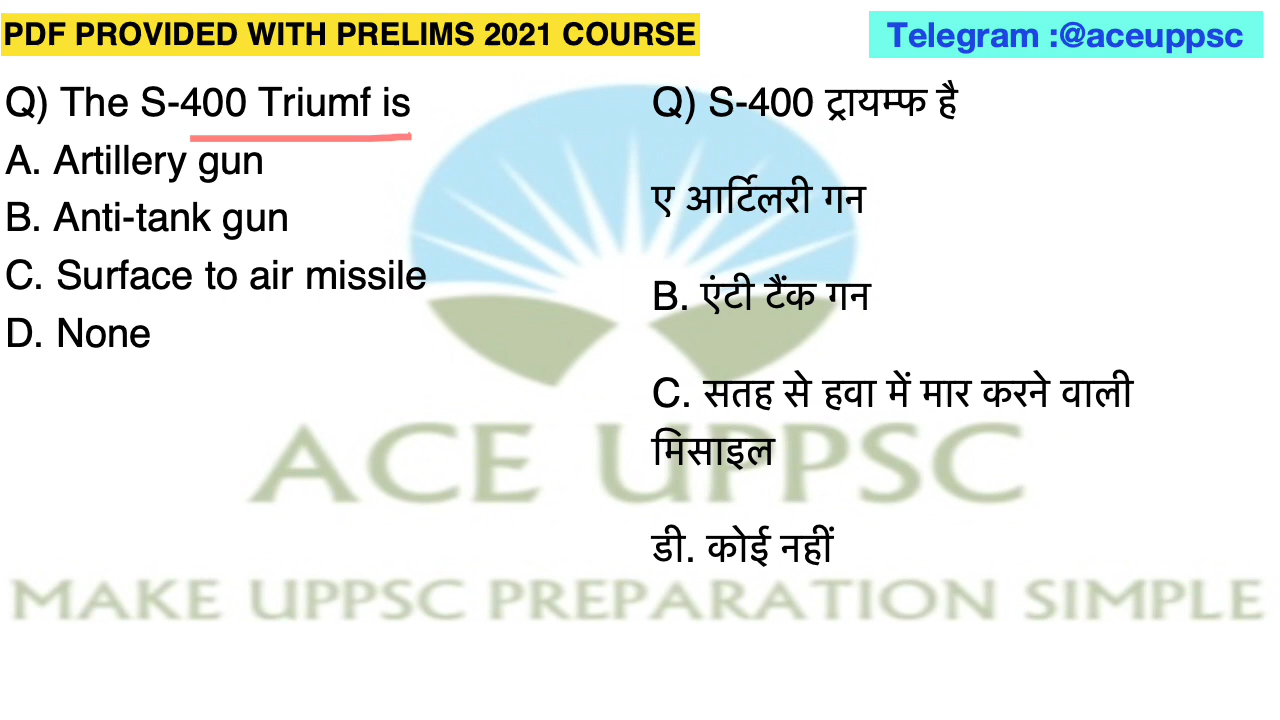 PDF PROVIDED WITH PRELIMS 2021 COURSE
Telegram :@aceuppsc
Q) The S-400 Triumf is
A. Artillery gun
B. Anti-tank gun
C. Surface to air missile
D. None
Q) S-400 ट्रायम्फ है
ए आर्टिलरी गन
B. एंटी टैंक गन
C. सतह से हवा में मार करने वाली
मिसाइल
डी. कोई नहीं
ACE UPPSC
MAKE UPPSC PREPARATION SIMPLE